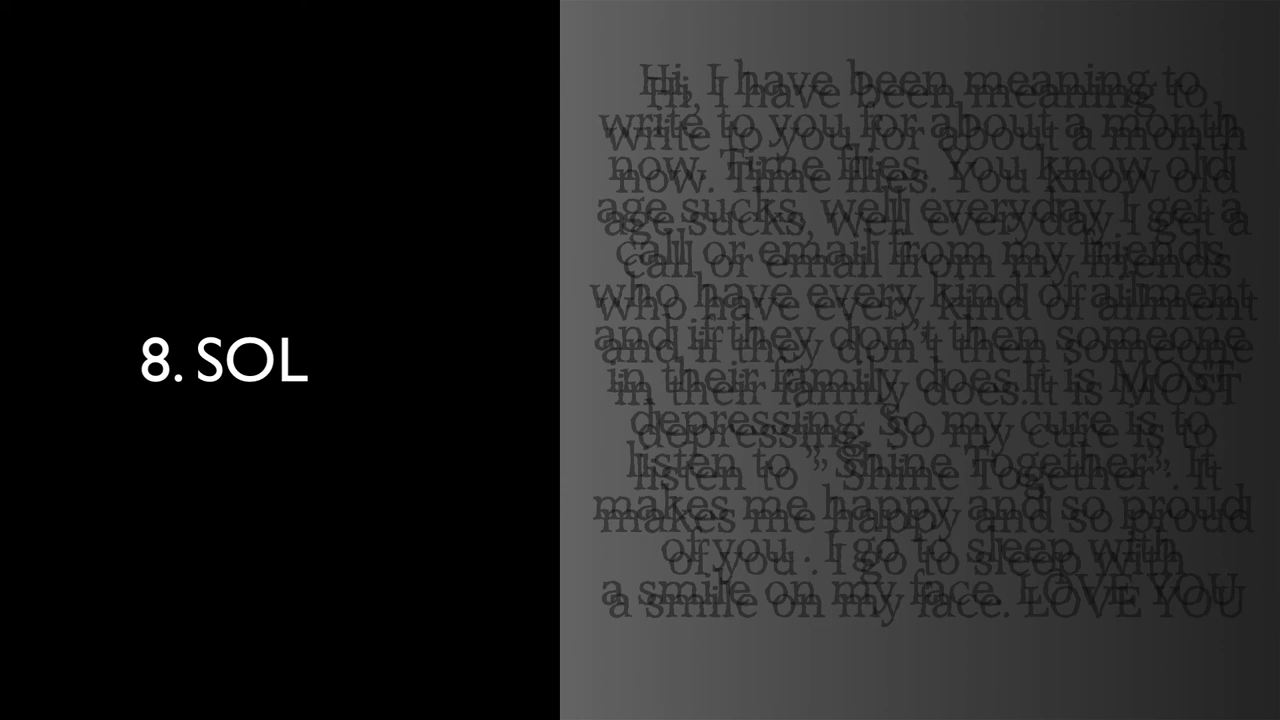 8. SOL
Hi, I have been meaning to
write to you for about a month
now. Time flies. You know old
age sucks, well everyday I get a
call or email from my friends
who have every kind of ailment
and if they don't then someone
in their family does.It is MOST
depressing. So my cure is to
listen to " Shine Together". It
makes me happy and so proud
of you . I go to sleep with
a smile on my face. LOVE YOU